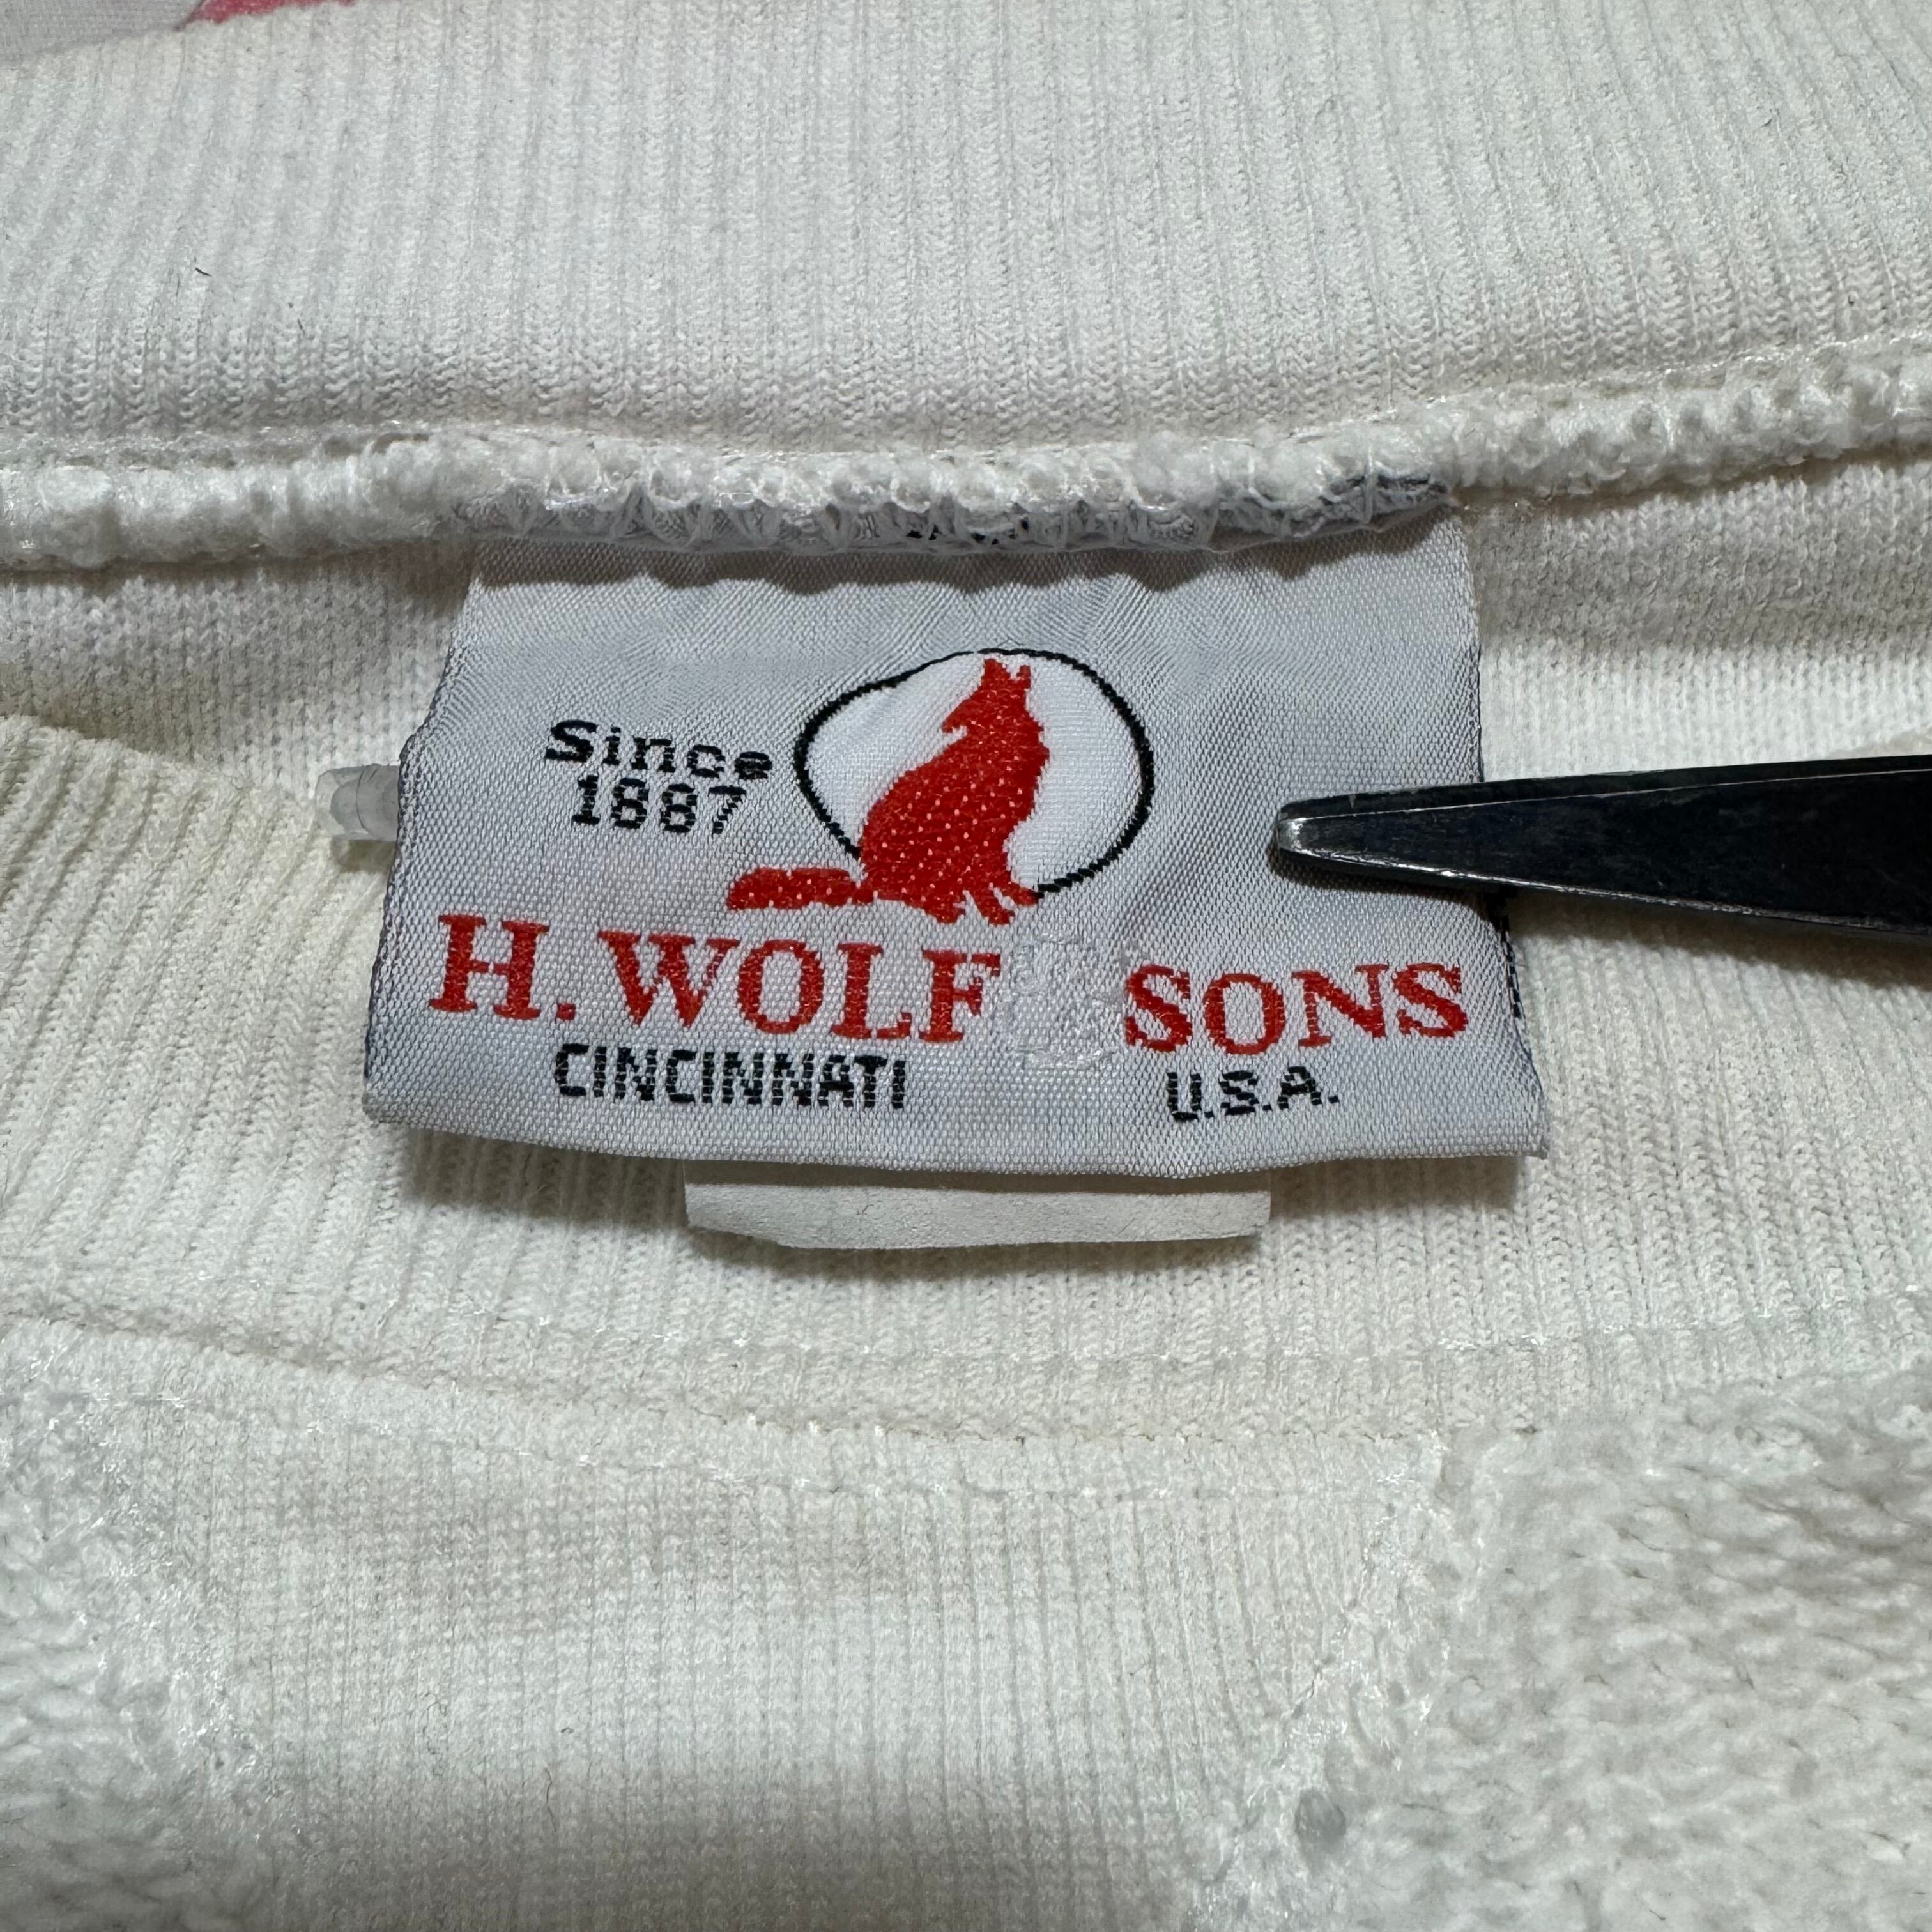 Since
1887
H. WOLF SONS
CINCINNATI U.S.A.